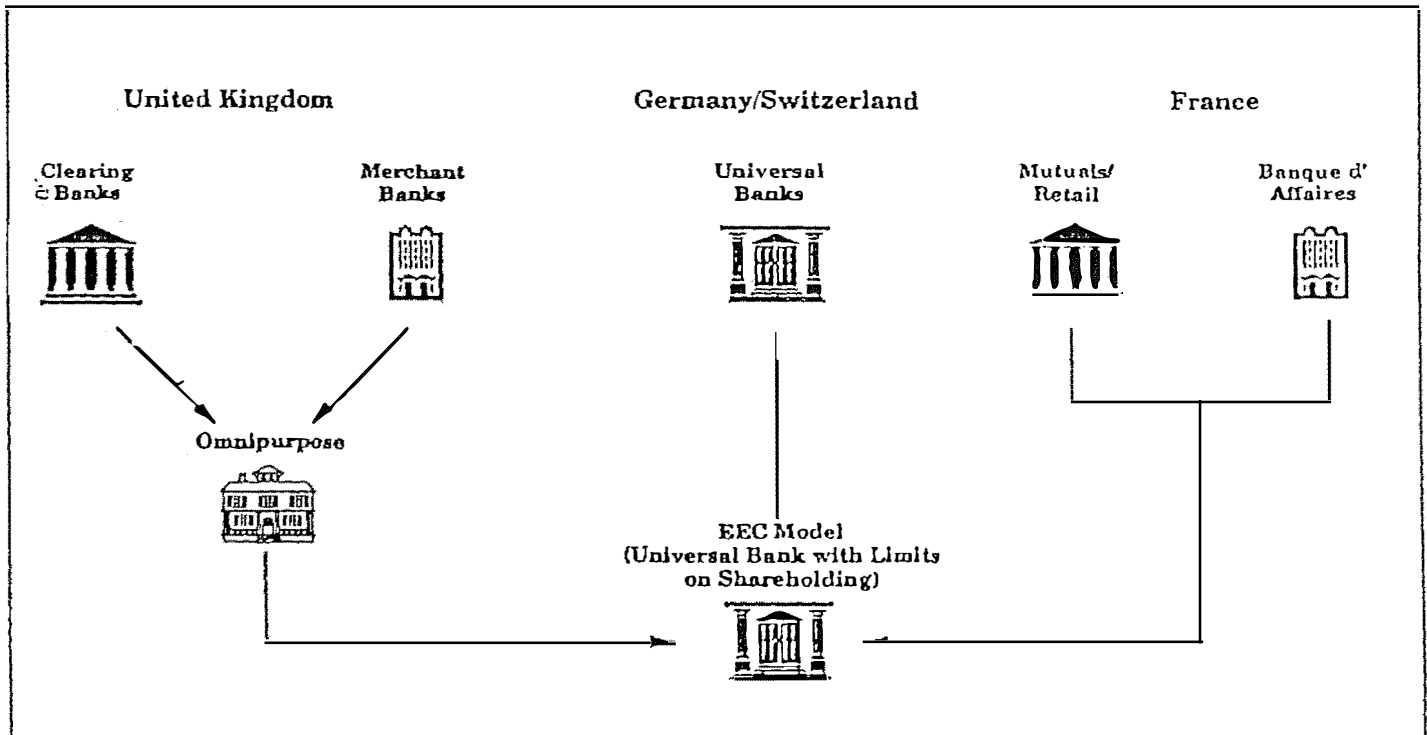 United Kingdom
Germany/Switzerland
France
Clearing
Banks
Merchant
Banks
Universal
Banks
Mutuals/
Retail
Banque d'
Affaires
Omnipurpose
EEC Model
(Universal Bank with Limits
on Shareholding)